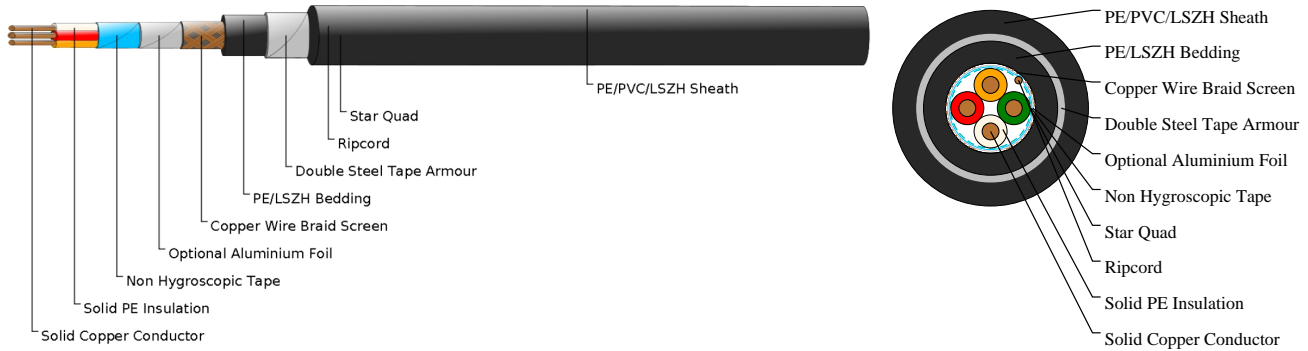 PE/PVC/LSZH Sheath
Star Quad
Ripcord
Double Steel Tape Armour
PE/LSZH Bedding
Copper Wire Braid Screen
Optional Aluminium Foil
Non Hygroscopic Tape
Solid PE Insulation
Solid Copper Conductor
PE/PVC/LSZH Sheath
PE/LSZH Bedding
Copper Wire Braid Screen
Double Steel Tape Armour
Optional Aluminium Foil
Non Hygroscopic Tape
Star Quad
Ripcord
Solid PE Insulation
Solid Copper Conductor